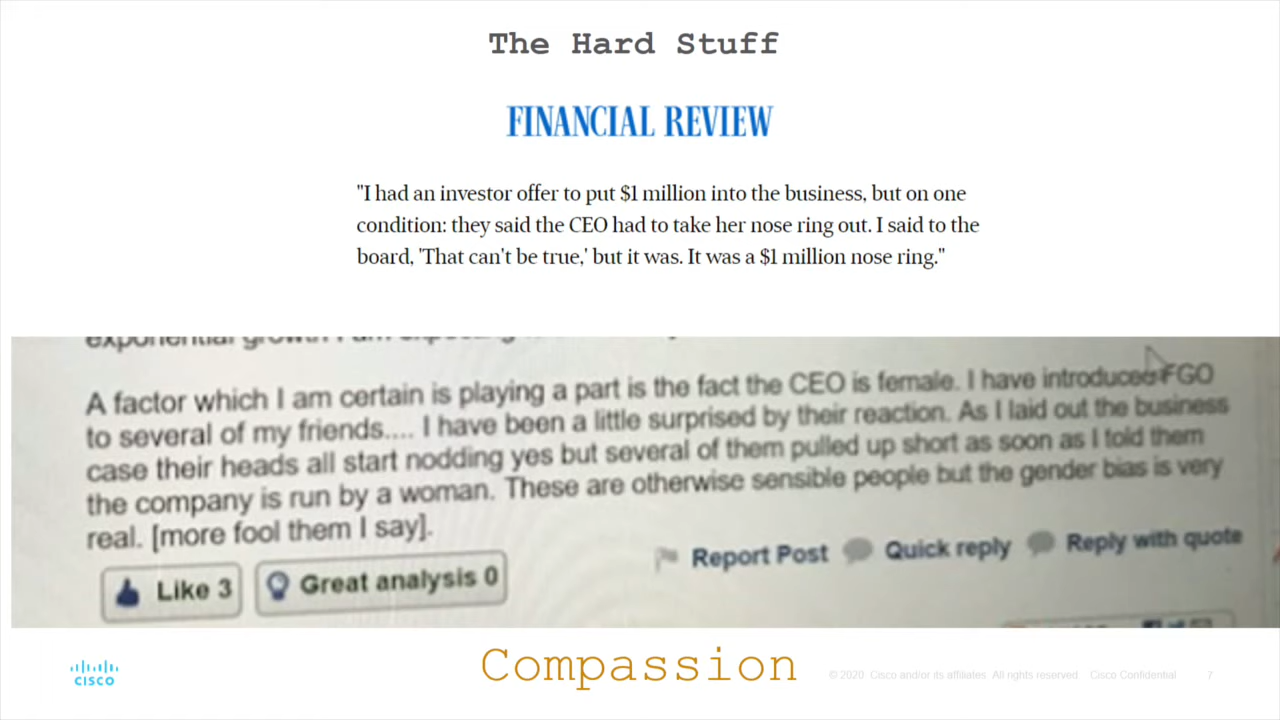 The Hard Stuff
FINANCIAL REVIEW
"I had an investor offer to put $1 million into the business, but on one
condition: they said the CEO had to take her nose ring out. I said to the
board, 'That can't be true,' but it was. It was a $1 million nose ring."
exponential growth I am
A factor which I am certain is playing a part is the fact the CEO is female. I have introduced FGO
to several of my friends.... I have been a little surprised by their reaction. As I laid out the business
case their heads all start nodding yes but several of them pulled up short as soon as I told them
the company is run by a woman. These are otherwise sensible people but the gender bias is very
real. [more fool them I say].
Like 3 Great analysis 0 Report Post Quick reply Reply with quote
CISCO
Compassion
© 2020 Cisco and/or its affiliates All rights reserved Cisco Confidential 7